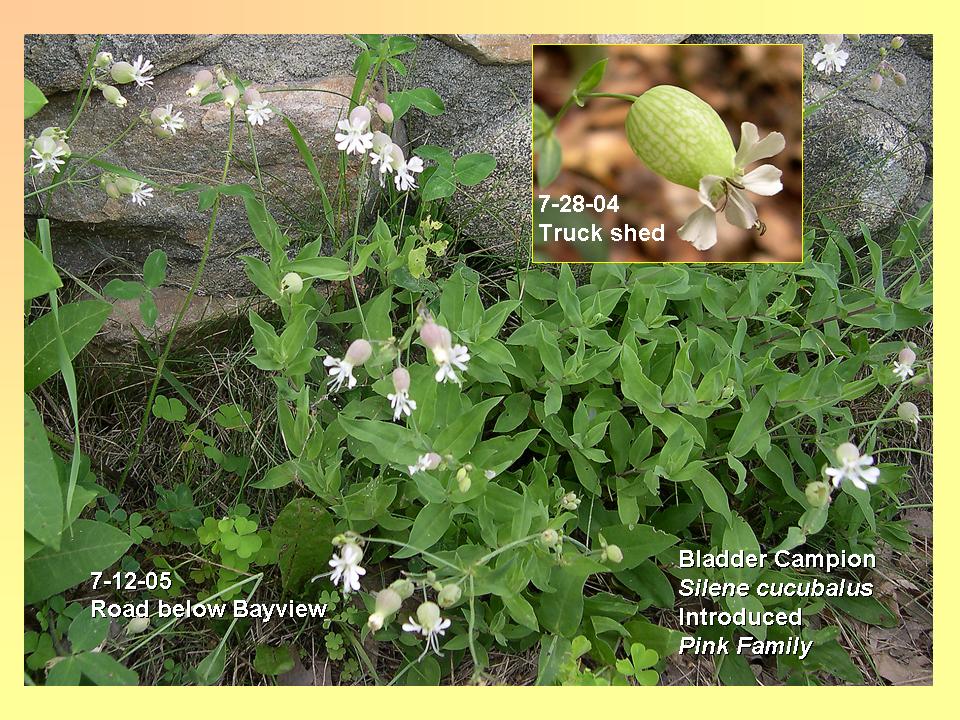 7-28-04
Truck shed
7-12-05
Road below Bayview
Bladder Campion
Silene cucubalus
Introduced
Pink Family